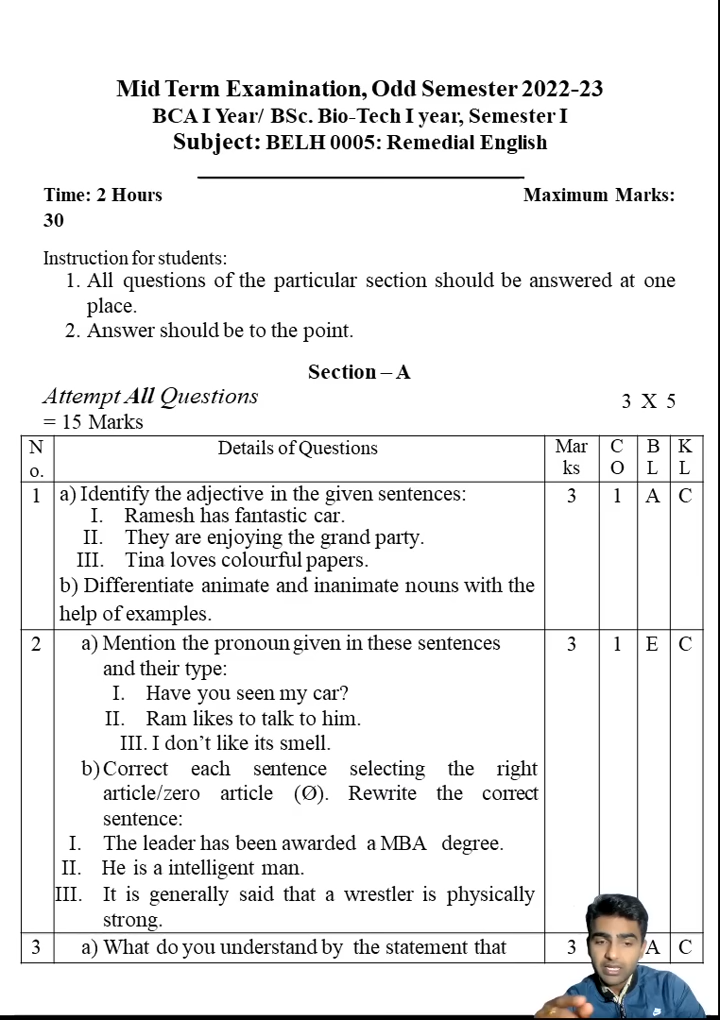 Mid Term Examination, Odd Semester 2022-23
BCA I Year/ BSc. Bio-Tech I year, Semester I
Subject: BELH 0005: Remedial English
Time: 2 Hours Maximum Marks:
30
Instruction for students:
1. All questions of the particular section should be answered at one
place.
2. Answer should be to the point.
Section – A
Attempt All Questions 3 X 5
= 15 Marks
N Details of Questions Mar C B K
o. ks O L L
1 a) Identify the adjective in the given sentences: 3 1 A C
I. Ramesh has fantastic car.
II. They are enjoying the grand party.
III. Tina loves colourful papers.
b) Differentiate animate and inanimate nouns with the
help of examples.
2 a) Mention the pronoun given in these sentences 3 1 E C
and their type:
I. Have you seen my car?
II. Ram likes to talk to him.
III. I don’t like its smell.
b) Correct each sentence selecting the right
article/zero article (Ø). Rewrite the correct
sentence:
I. The leader has been awarded a MBA degree.
II. He is a intelligent man.
III. It is generally said that a wrestler is physically
strong.
3 a) What do you understand by the statement that 3 A C